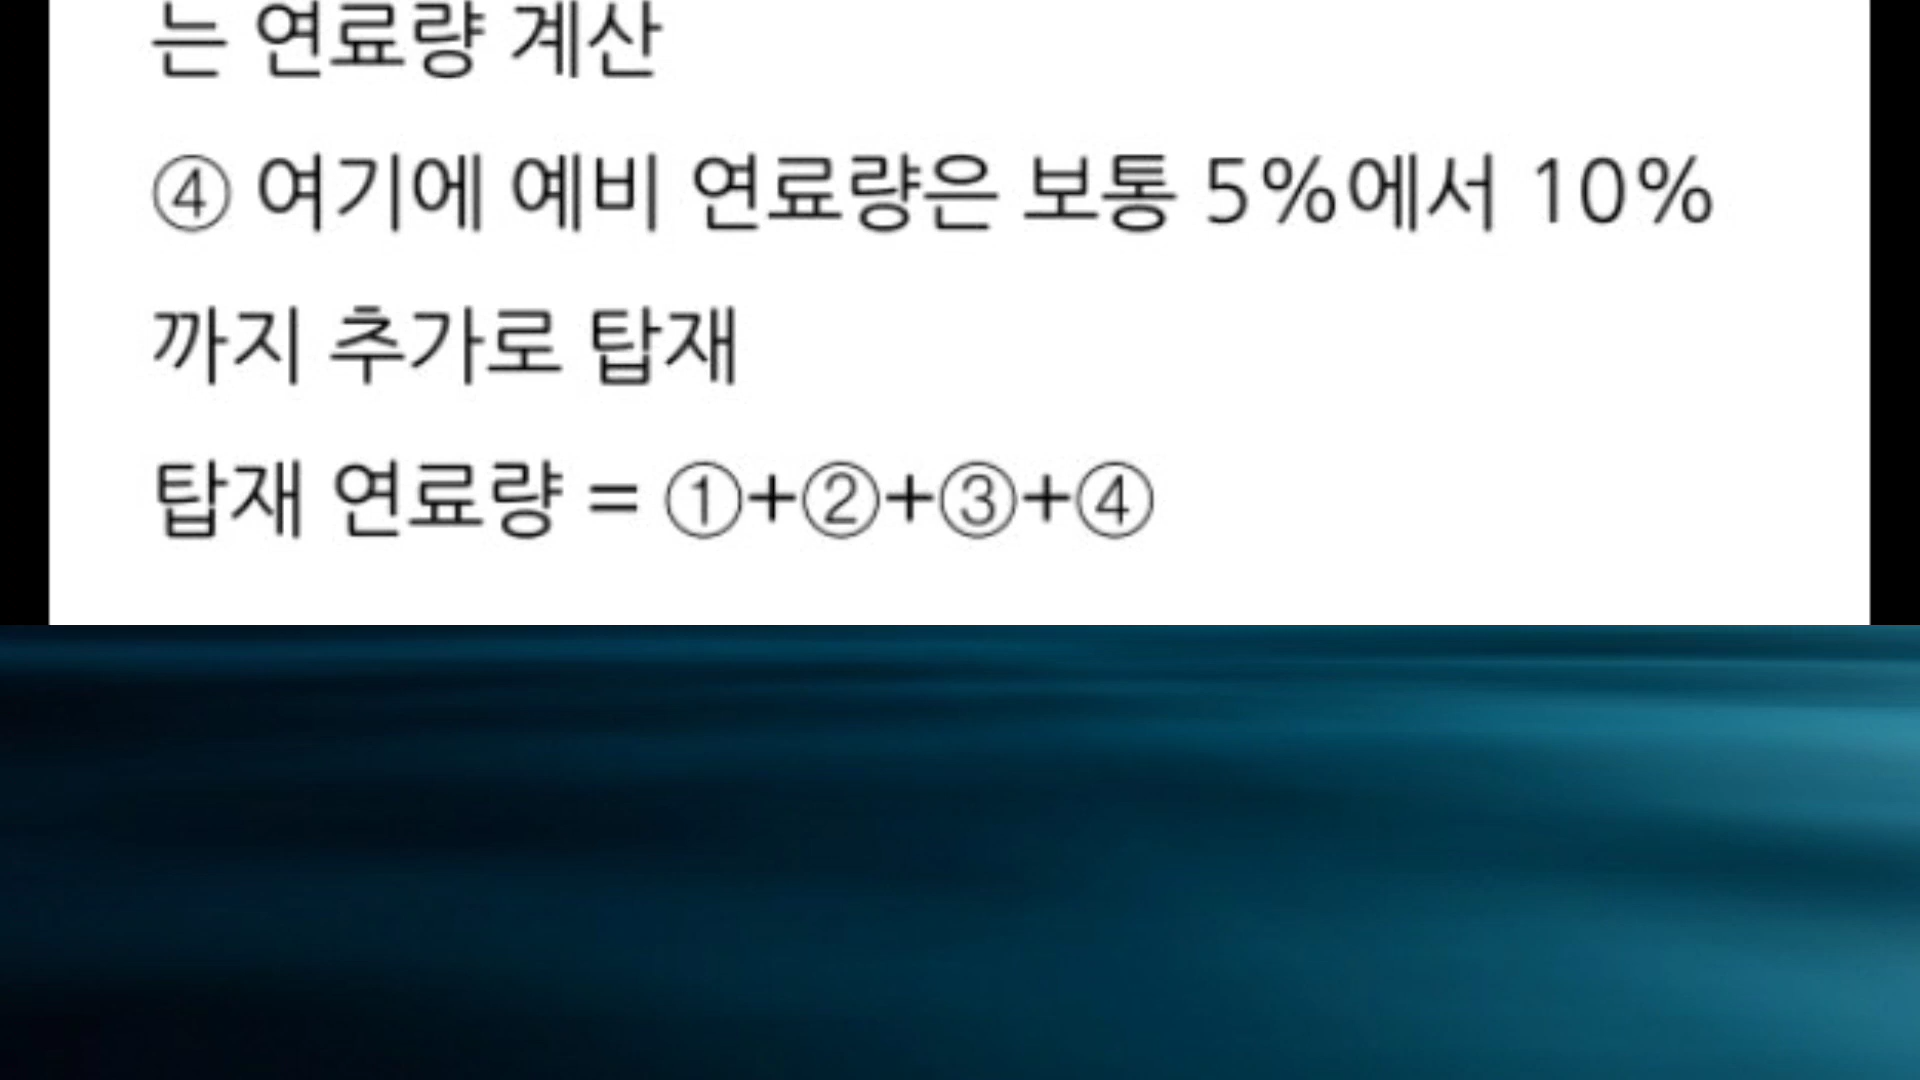 는 연료량 계산
④ 여기에 예비 연료량은 보통 5%에서 10%
까지 추가로 탑재
탑재 연료량 = ①+②+③+④